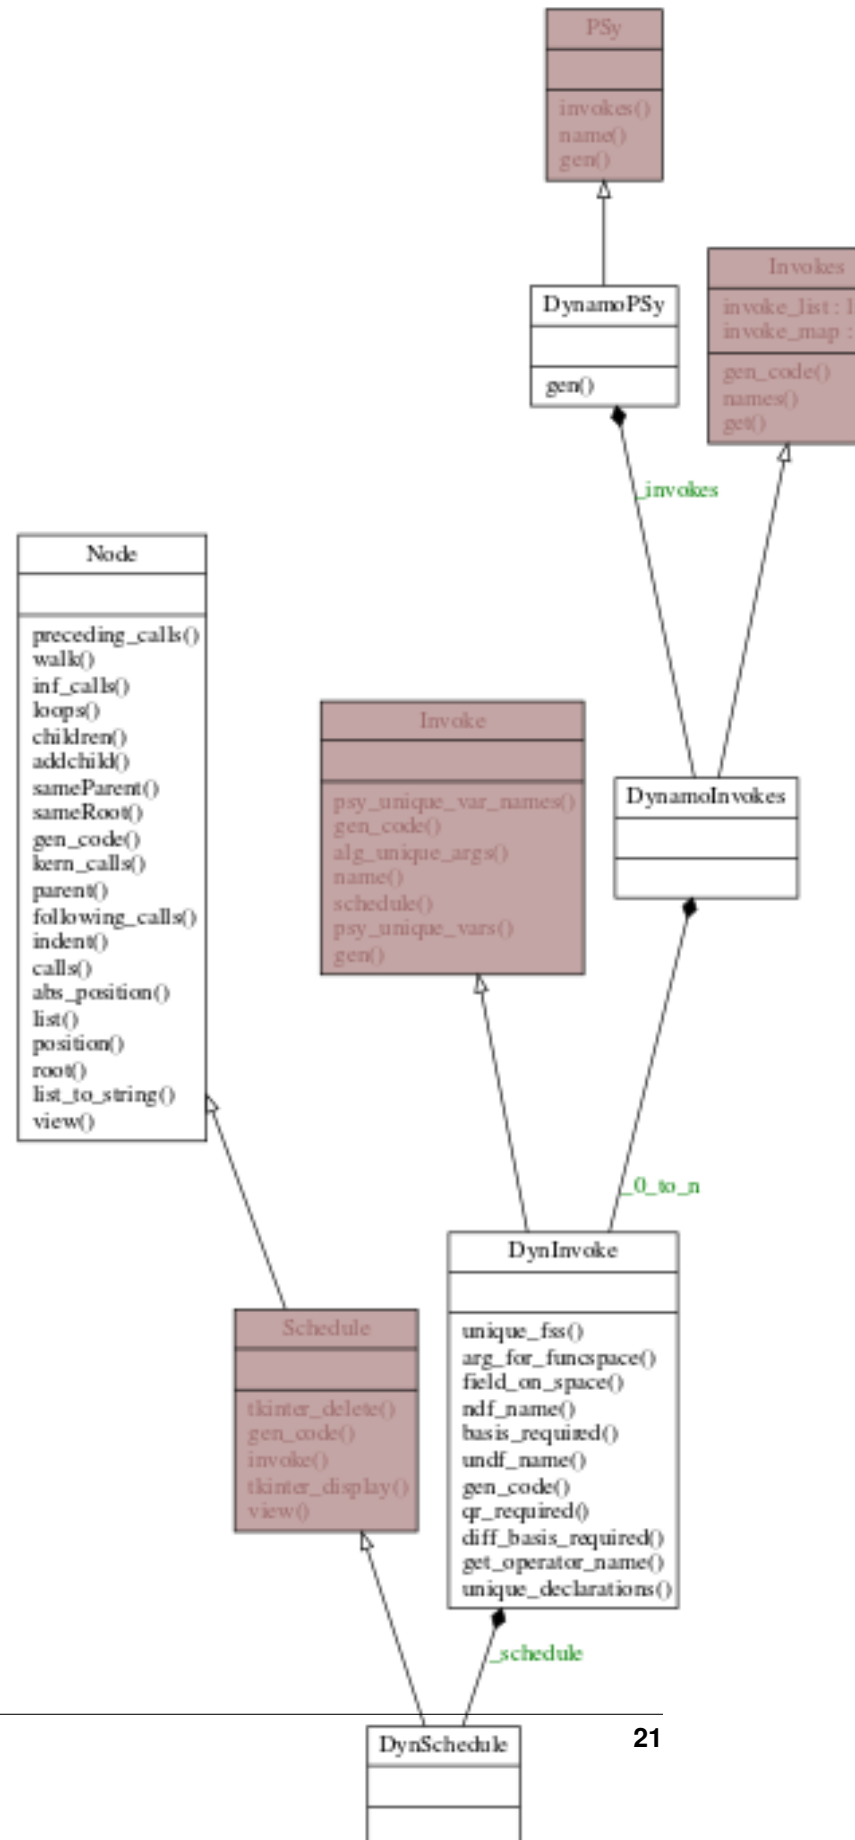 PSy
invokes()
name()
gen()
DynamoPSy
gen()
Invokes
invoke_list :
invoke_map :
gen_code()
names()
get()
_invokes
Node
preceding_calls()
walk()
inf_calls()
loops()
children()
addchild()
sameParent()
sameRoot()
gen_code()
kern_calls()
parent()
following_calls()
indent()
calls()
abs_position()
list()
position()
root()
list_to_string()
view()
Invoke
psy_unique_var_names()
gen_code()
alg_unique_args()
name()
schedule()
psy_unique_vars()
gen()
DynamoInvokes
_0_to_n
DynInvoke
unique_fss()
arg_for_funcspace()
field_on_space()
ndf_name()
basis_required()
undf_name()
gen_code()
qr_required()
diff_basis_required()
get_operator_name()
unique_declarations()
Schedule
tkinter_delete()
gen_code()
invoke()
tkinter_display()
view()
_schedule
DynSchedule
21